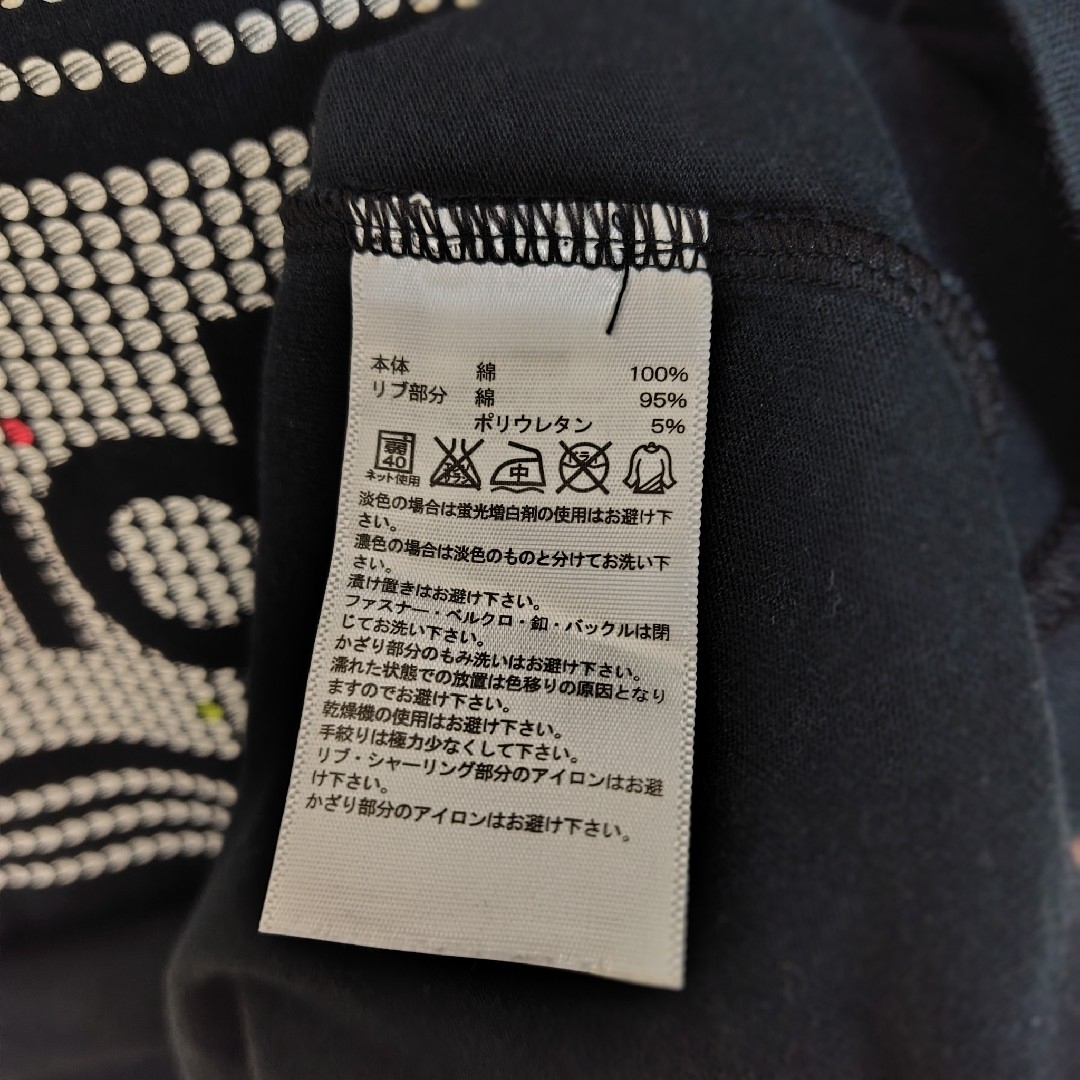 本体 綿 100%
リブ部分 綿 95%
ポリウレタン 5%
弱 40 エンソ サラシ 中 ドライ
ネット使用
淡色の場合は蛍光増白剤の使用はお避け下
さい。
濃色の場合は淡色のものと分けてお洗い下
さい。
漬け置きはお避け下さい。
ファスナー・ベルクロ・釦・バックルは閉
じてお洗い下さい。
かざり部分のもみ洗いはお避け下さい。
濡れた状態での放置は色移りの原因となり
ますのでお避け下さい。
乾燥機の使用はお避け下さい。
手絞りは極力少なくして下さい。
リブ・シャーリング部分のアイロンはお避
け下さい。
かざり部分のアイロンはお避け下さい。